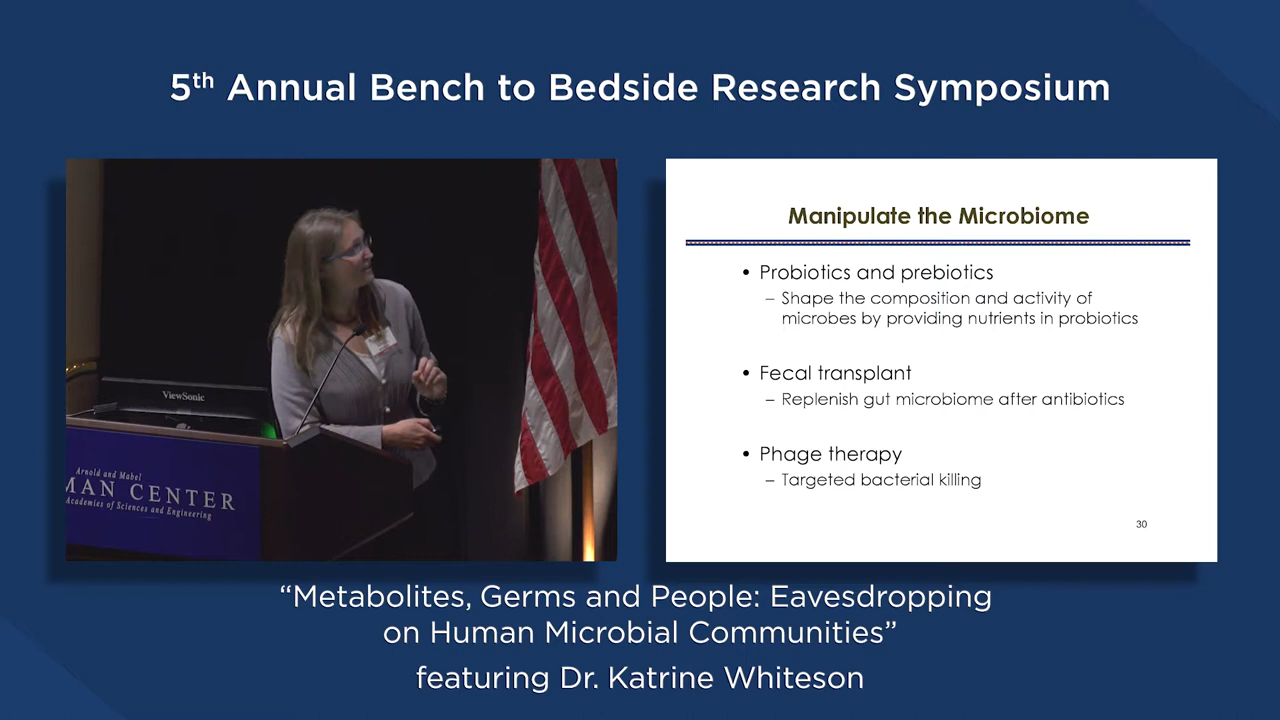 5th Annual Bench to Bedside Research Symposium
ViewSonic
Arnold and Mabel
MAN CENTER
Academies of Sciences and Engineering
Manipulate the Microbiome
• Probiotics and prebiotics
– Shape the composition and activity of
microbes by providing nutrients in probiotics
• Fecal transplant
– Replenish gut microbiome after antibiotics
• Phage therapy
– Targeted bacterial killing
30
“Metabolites, Germs and People: Eavesdropping
on Human Microbial Communities”
featuring Dr. Katrine Whiteson